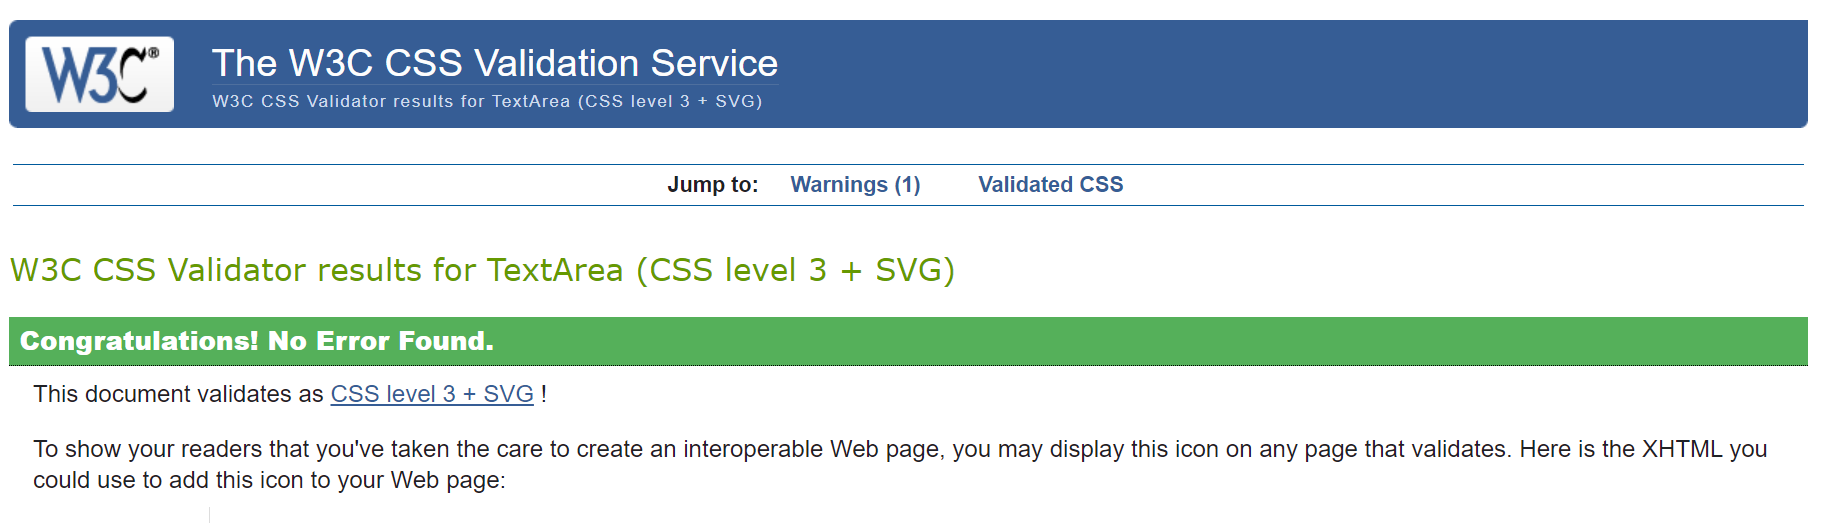 W3C®
The W3C CSS Validation Service
W3C CSS Validator results for TextArea (CSS level 3 + SVG)
Jump to: Warnings (1) Validated CSS
W3C CSS Validator results for TextArea (CSS level 3 + SVG)
Congratulations! No Error Found.
This document validates as CSS level 3 + SVG !
To show your readers that you've taken the care to create an interoperable Web page, you may display this icon on any page that validates. Here is the XHTML you
could use to add this icon to your Web page: